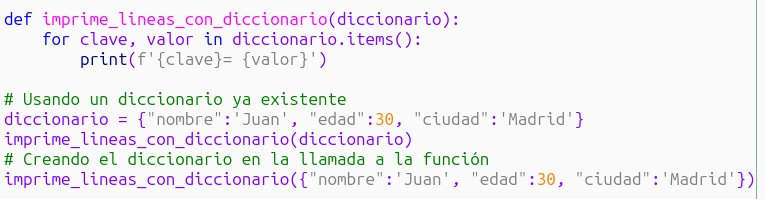 def imprime_lineas_con_diccionario(diccionario):
    for clave, valor in diccionario.items():
        print(f'{clave}= {valor}')

# Usando un diccionario ya existente
diccionario = {"nombre":'Juan', "edad":30, "ciudad":'Madrid'}
imprime_lineas_con_diccionario(diccionario)
# Creando el diccionario en la llamada a la función
imprime_lineas_con_diccionario({"nombre":'Juan', "edad":30, "ciudad":'Madrid'})